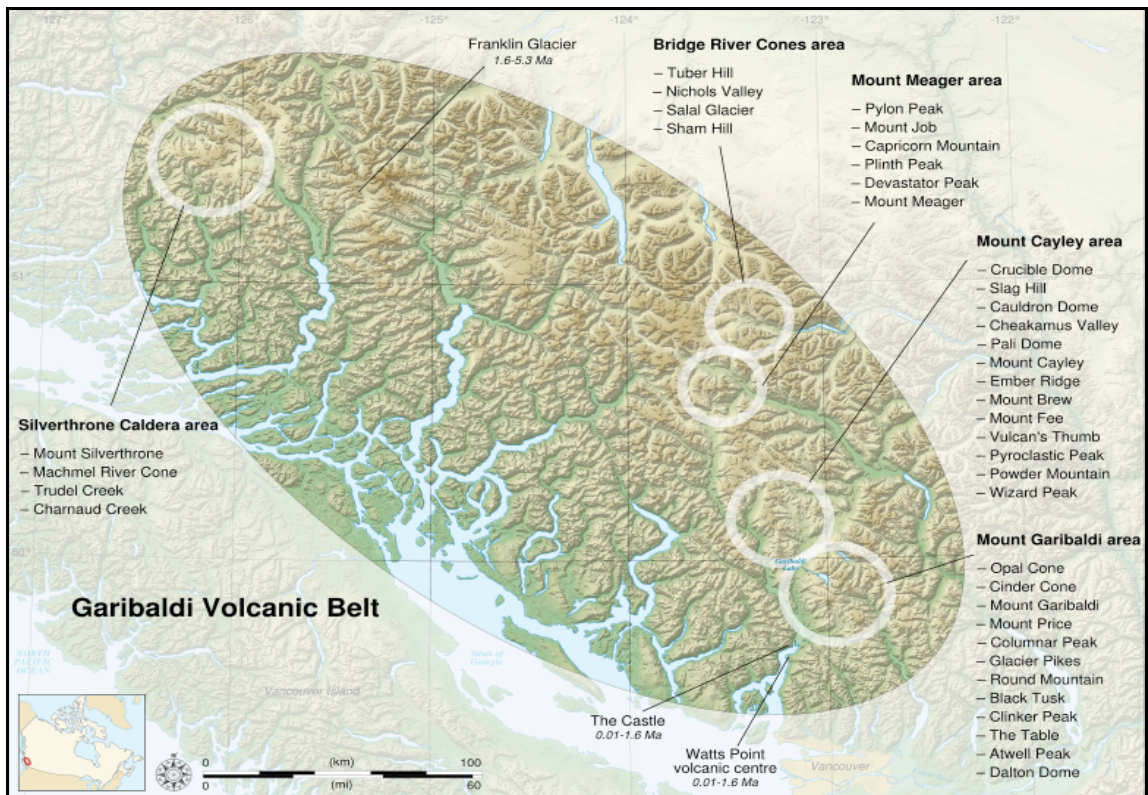 -127°
-126°
-125°
-124°
-123°
-122°
Franklin Glacier
1.6-5.3 Ma
Bridge River Cones area
– Tuber Hill
– Nichols Valley
– Salal Glacier
– Sham Hill
Mount Meager area
– Pylon Peak
– Mount Job
– Capricorn Mountain
– Plinth Peak
– Devastator Peak
– Mount Meager
Mount Cayley area
– Crucible Dome
– Slag Hill
– Cauldron Dome
– Cheakamus Valley
– Pali Dome
– Mount Cayley
– Ember Ridge
– Mount Brew
– Mount Fee
– Vulcan's Thumb
– Pyroclastic Peak
– Powder Mountain
– Wizard Peak
51°
Silverthrone Caldera area
– Mount Silverthrone
– Machmel River Cone
– Trudel Creek
– Charnaud Creek
50°
Mount Garibaldi area
– Opal Cone
– Cinder Cone
– Mount Garibaldi
– Mount Price
– Columnar Peak
– Glacier Pikes
– Round Mountain
– Black Tusk
– Clinker Peak
– The Table
– Atwell Peak
– Dalton Dome
Garibaldi
Lake
Garibaldi Volcanic Belt
NORTH
PACIFIC
OCEAN
Strait of
Georgia
Vancouver Island
The Castle
0.01-1.6 Ma
Watts Point
volcanic centre
0.01-1.6 Ma
Vancouver
0 (km) 100
0 (mi) 60